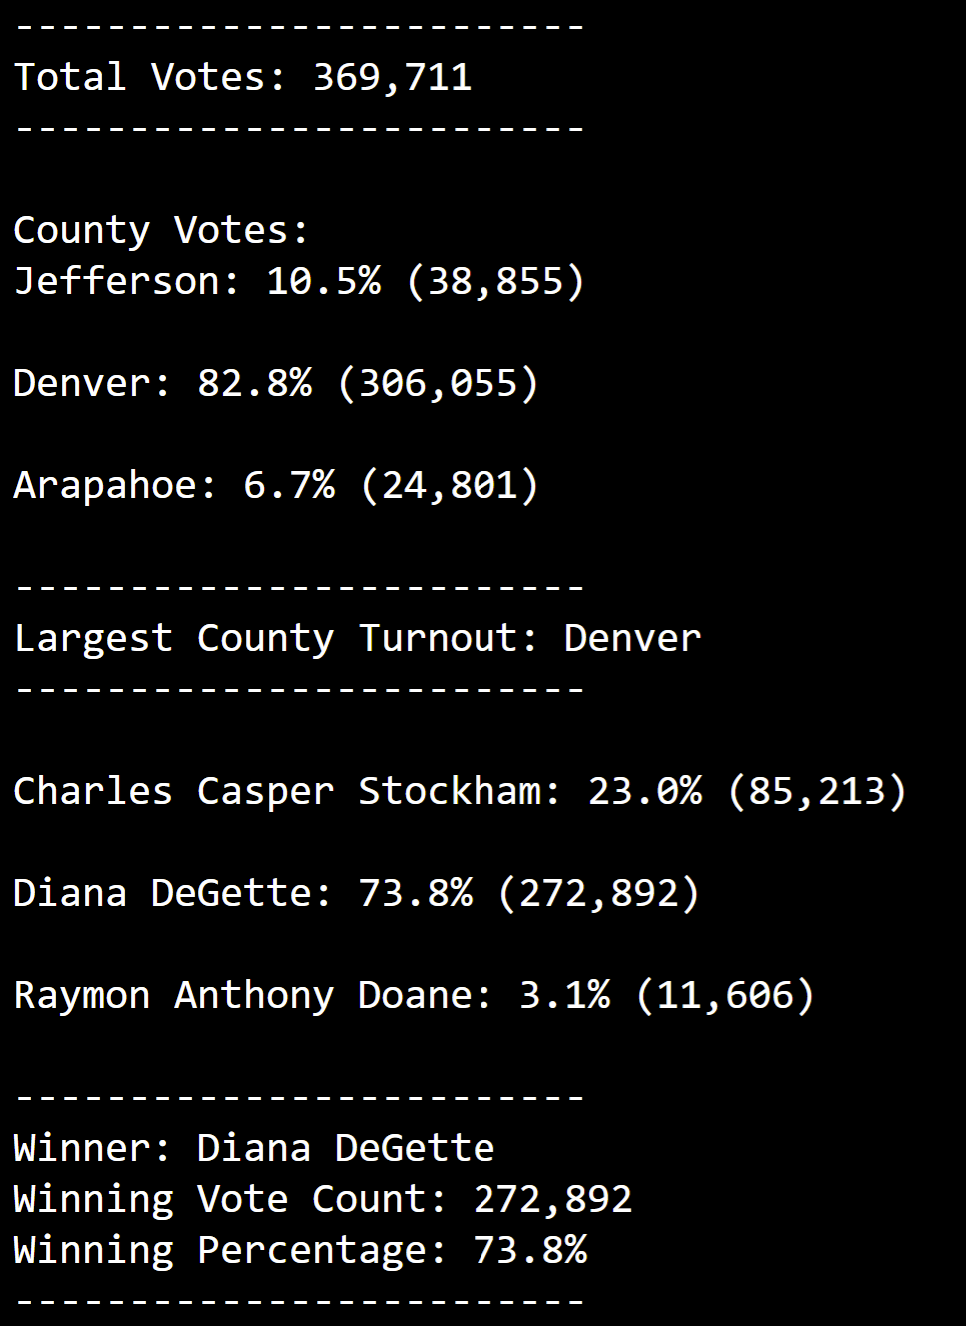 -------------------------
Total Votes: 369,711
-------------------------
County Votes:
Jefferson: 10.5% (38,855)
Denver: 82.8% (306,055)
Arapahoe: 6.7% (24,801)
-------------------------
Largest County Turnout: Denver
-------------------------
Charles Casper Stockham: 23.0% (85,213)
Diana DeGette: 73.8% (272,892)
Raymon Anthony Doane: 3.1% (11,606)
-------------------------
Winner: Diana DeGette
Winning Vote Count: 272,892
Winning Percentage: 73.8%
-------------------------